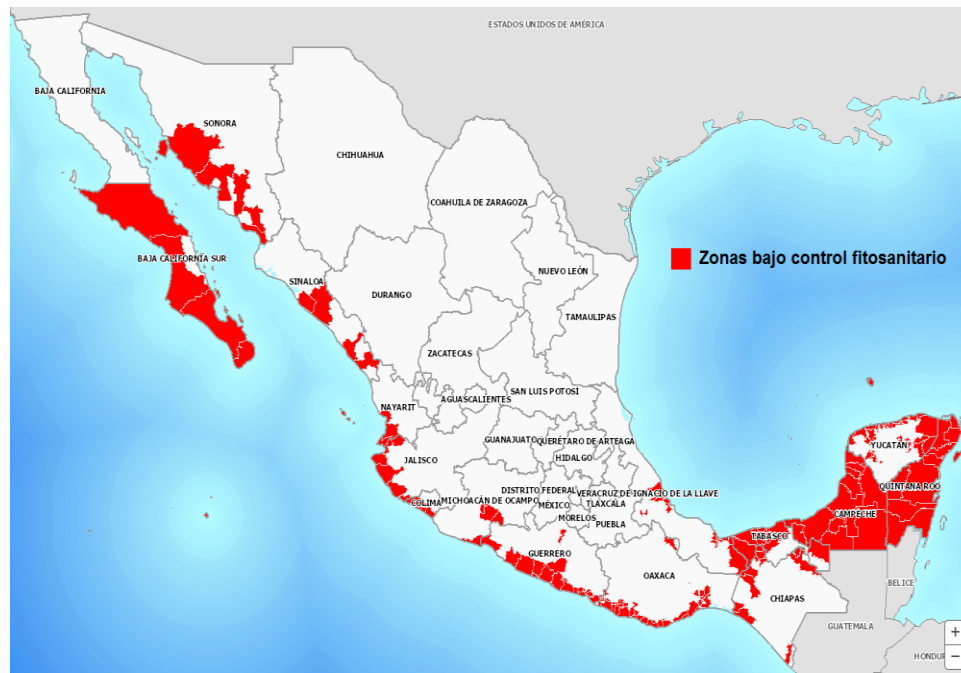 ESTADOS UNIDOS DE AMÉRICA
BAJA CALIFORNIA
SONORA
CHIHUAHUA
COAHUILA DE ZARAGOZA
Zonas bajo control fitosanitario
BAJA CALIFORNIA SUR
NUEVO LEÓN
SINALOA
DURANGO
TAMAULIPAS
ZACATECAS
SAN LUIS POTOSÍ
AGUASCALIENTES
NAYARIT
GUANAJUATO
QUERÉTARO DE ARTEAGA
YUCATÁN
JALISCO
HIDALGO
QUINTANA ROO
DISTRITO FEDERAL
VERACRUZ DE IGNACIO DE LA LLAVE
COLIMA
MICHOACÁN DE OCAMPO
MÉXICO
TLAXCALA
CAMPECHE
MORELOS
PUEBLA
TABASCO
GUERRERO
OAXACA
BELICE
CHIAPAS
GUATEMALA
HONDUR
+
−